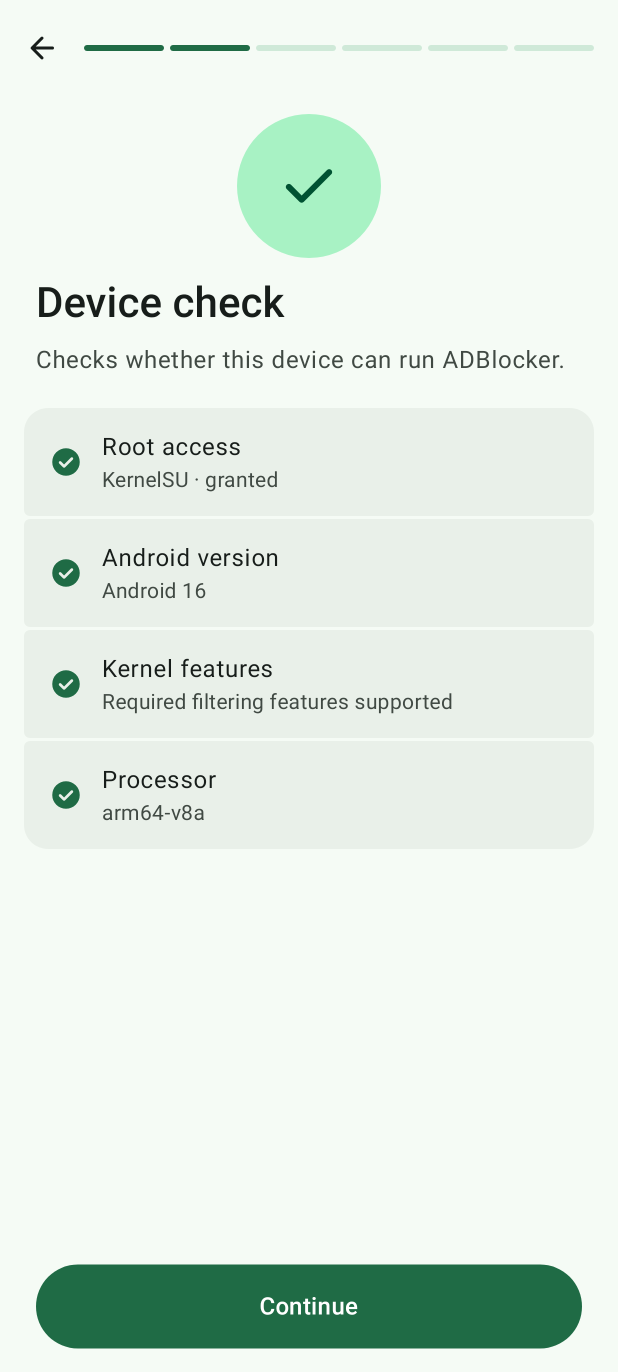 Device check
Checks whether this device can run ADBlocker.
Root access
KernelSU · granted
Android version
Android 16
Kernel features
Required filtering features supported
Processor
arm64-v8a
Continue